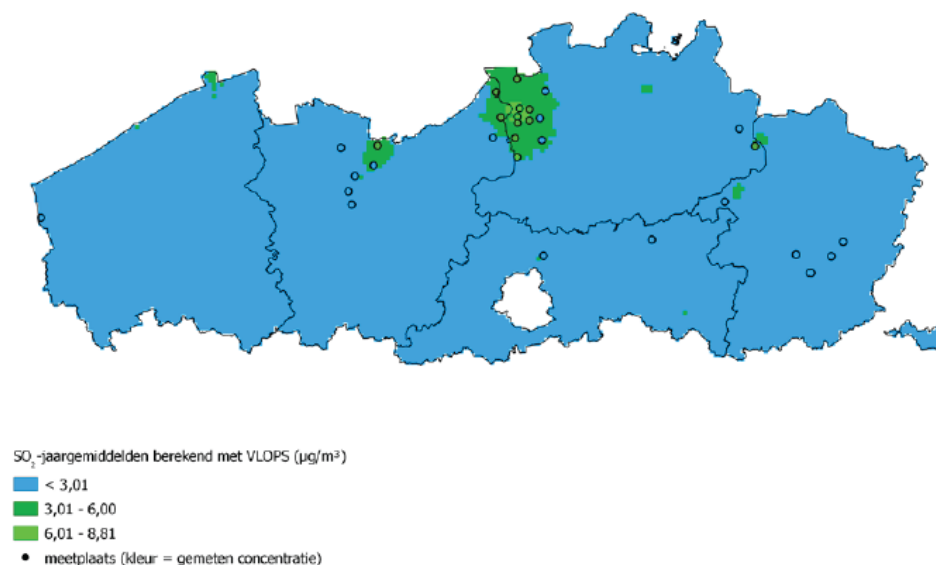 SO₂-jaargemiddelden berekend met VLOPS (µg/m³)
< 3,01
3,01 - 6,00
6,01 - 8,81
meetplaats (kleur = gemeten concentratie)